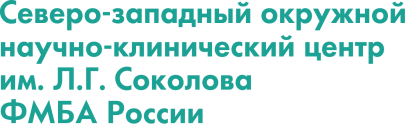 Северо-западный окружной
научно-клинический центр
им. Л.Г. Соколова
ФМБА России